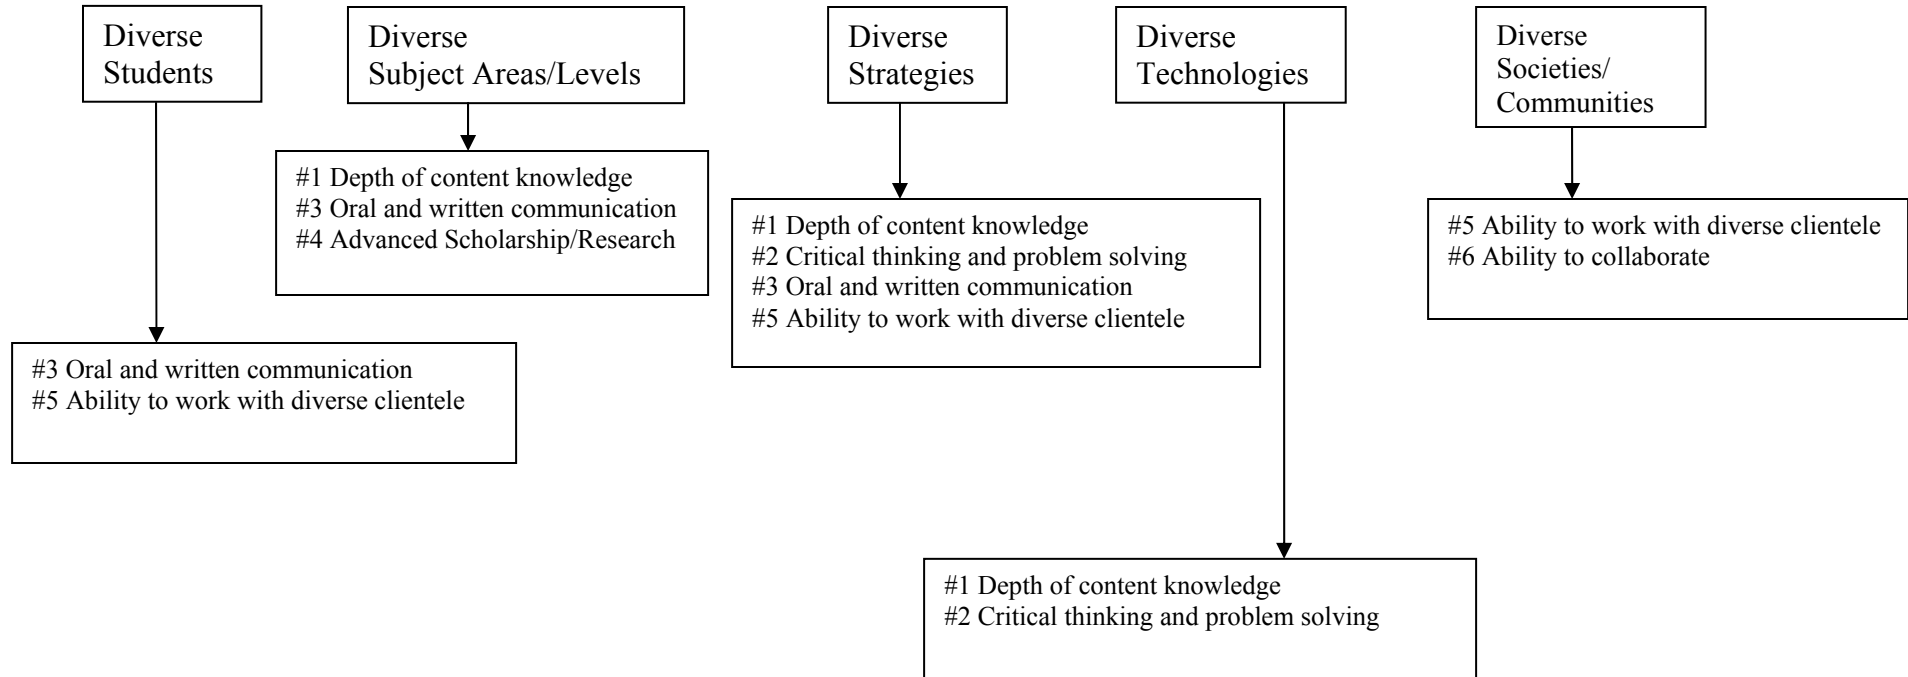 Diverse
Students
Diverse
Subject Areas/Levels
Diverse
Strategies
Diverse
Technologies
Diverse
Societies/
Communities
#1 Depth of content knowledge
#3 Oral and written communication
#4 Advanced Scholarship/Research
#1 Depth of content knowledge
#2 Critical thinking and problem solving
#3 Oral and written communication
#5 Ability to work with diverse clientele
#5 Ability to work with diverse clientele
#6 Ability to collaborate
#3 Oral and written communication
#5 Ability to work with diverse clientele
#1 Depth of content knowledge
#2 Critical thinking and problem solving